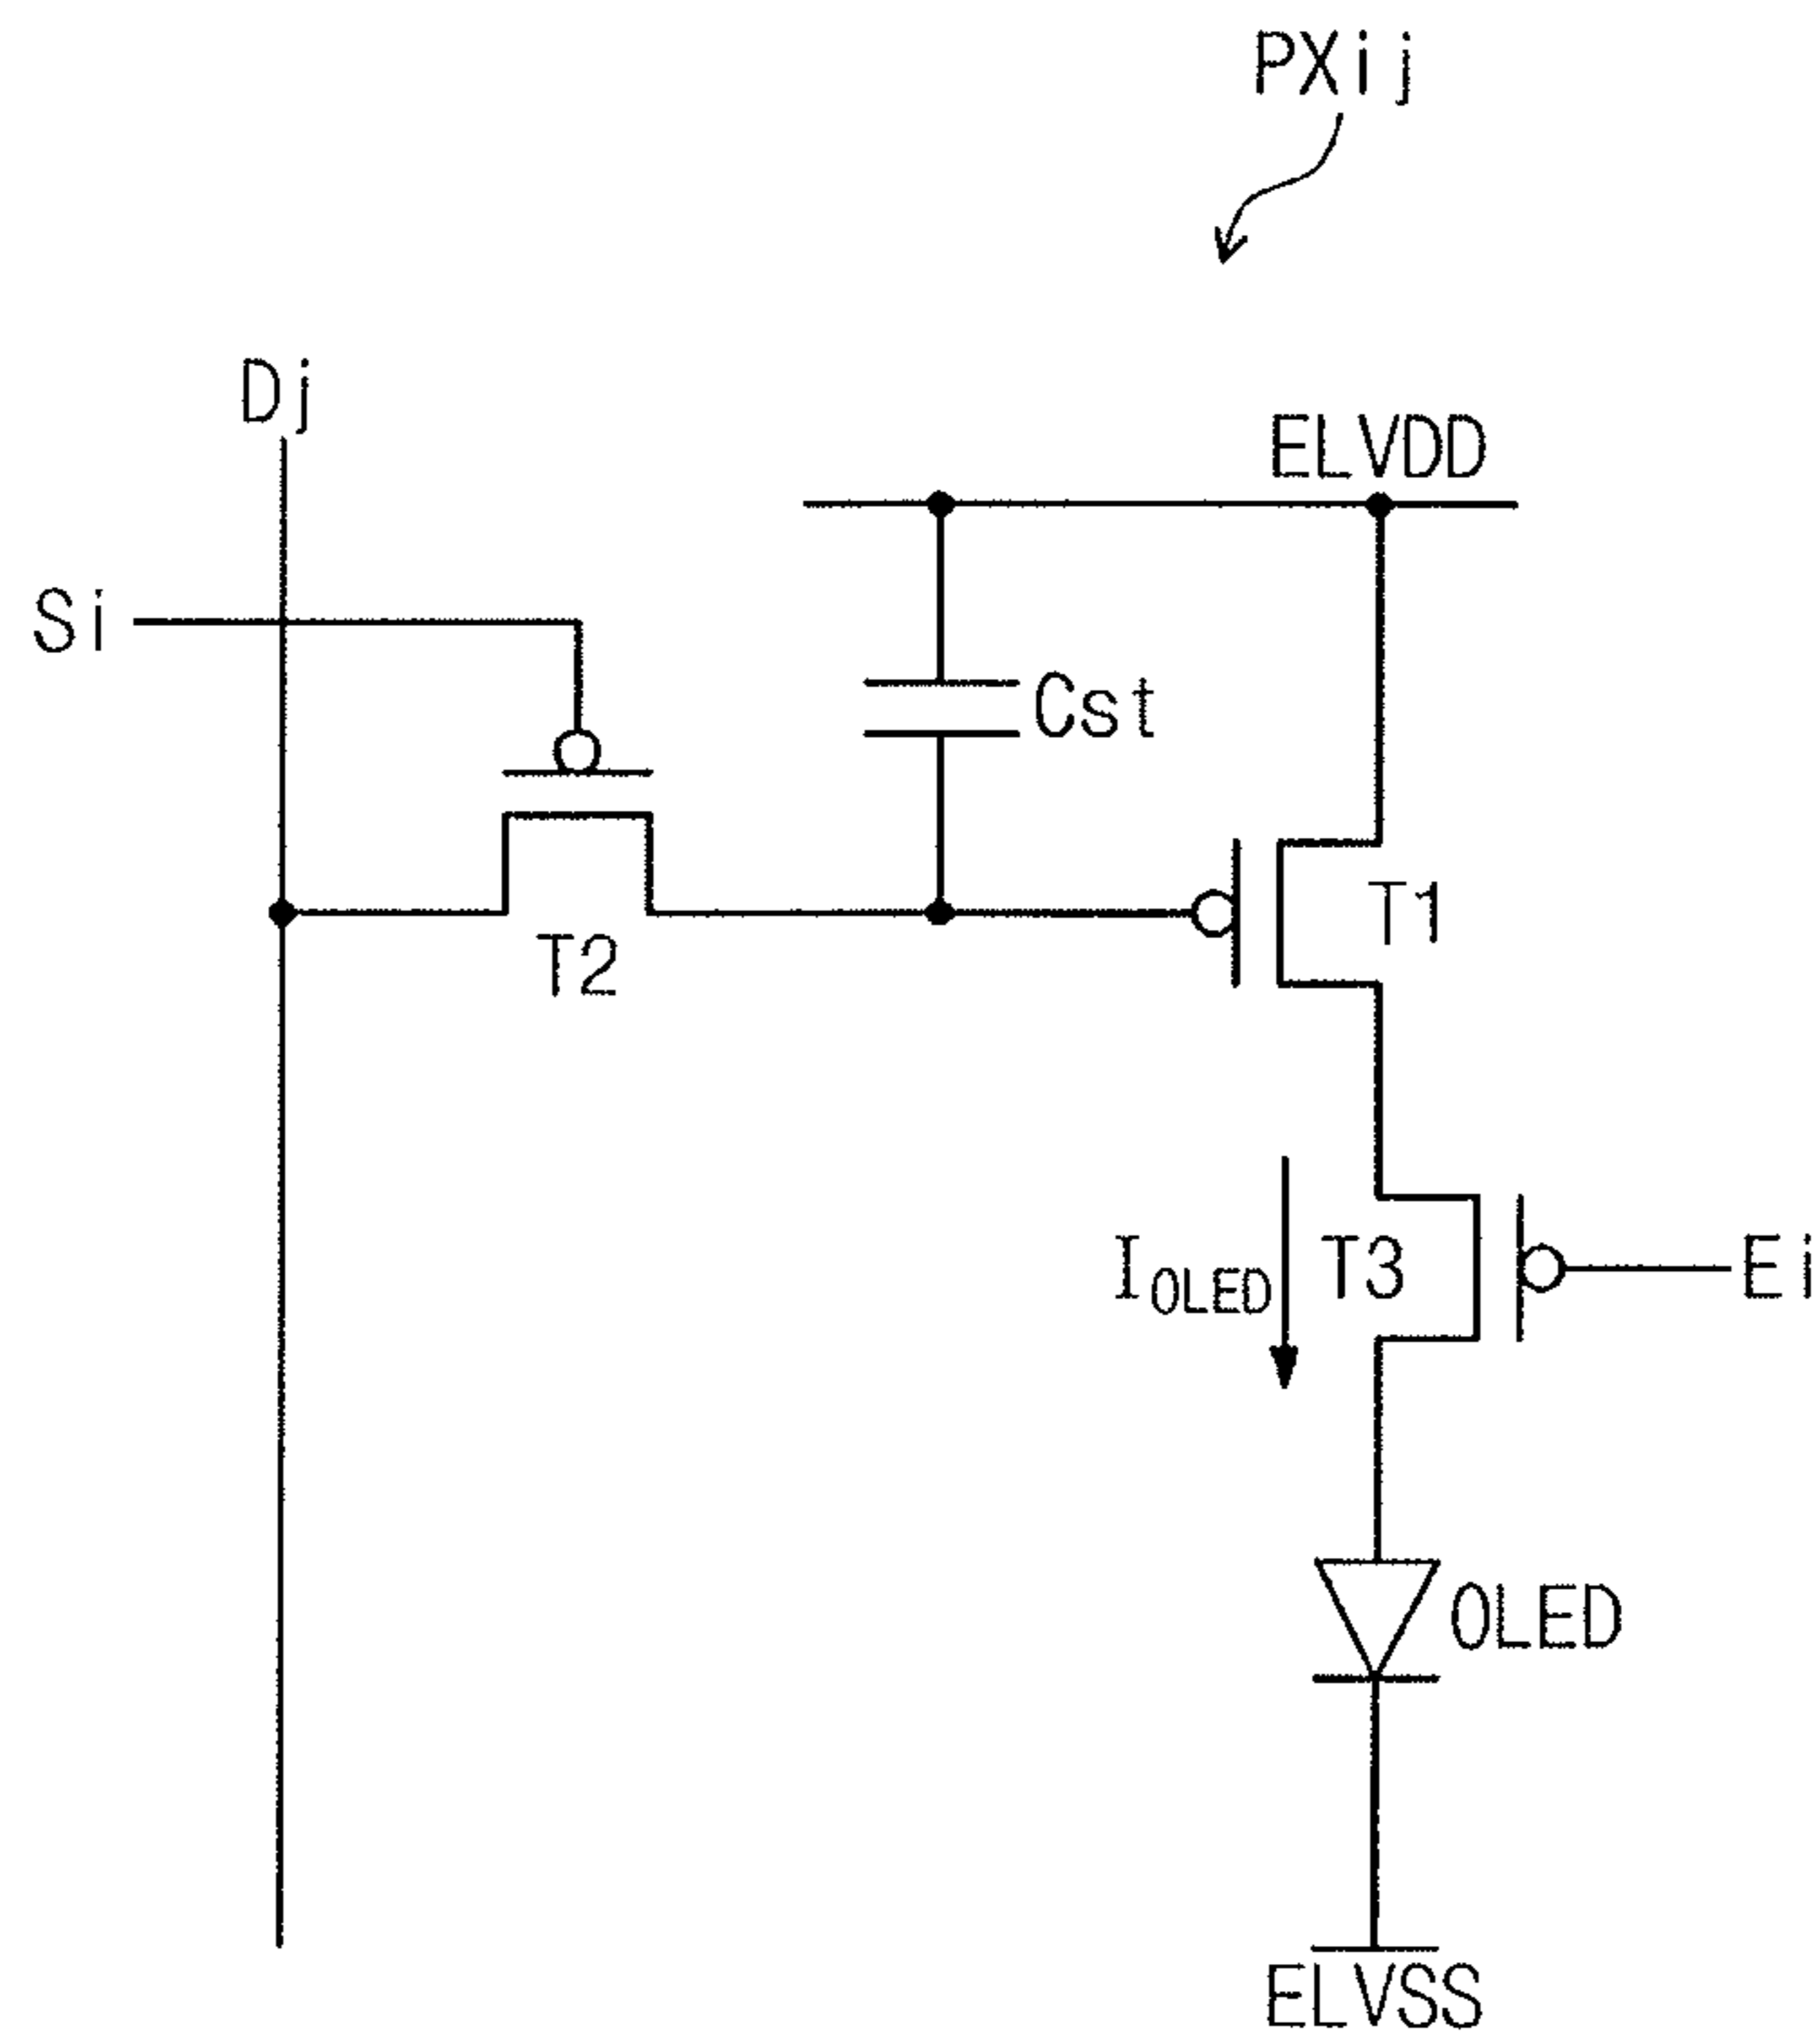 PXij
Dj
ELVDD
Si
Cst
T1
T2
IOLED
T3
Ei
OLED
ELVSS